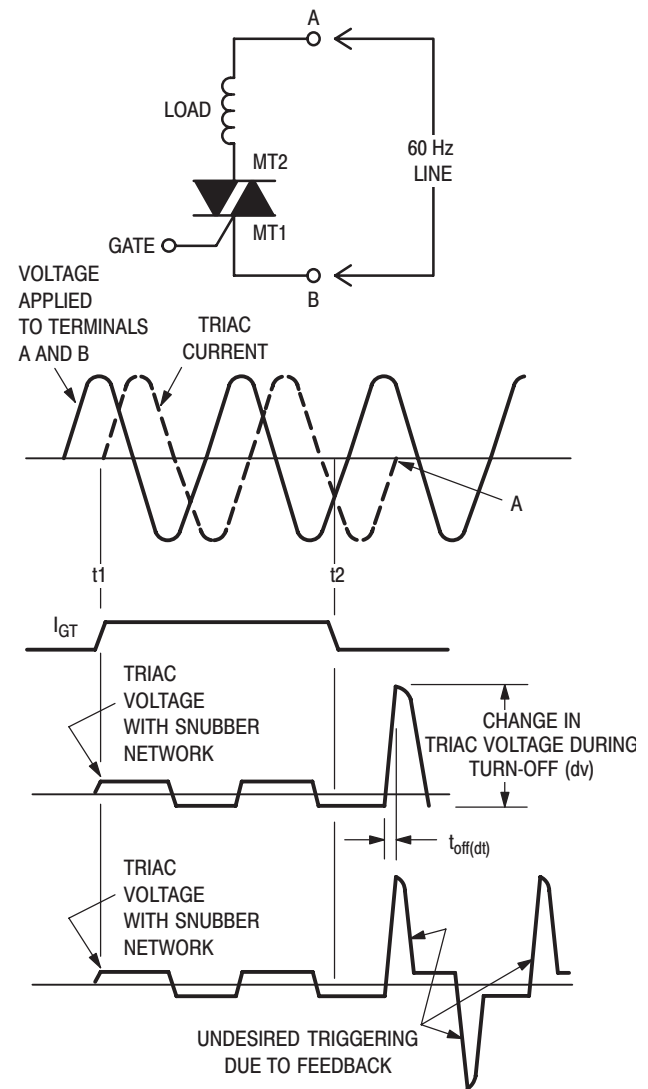 A
LOAD
60 Hz
LINE
MT2
MT1
GATE
B
VOLTAGE
APPLIED
TO TERMINALS
A AND B
TRIAC
CURRENT
A
t1
t2
IGT
TRIAC
VOLTAGE
WITH SNUBBER
NETWORK
CHANGE IN
TRIAC VOLTAGE DURING
TURN-OFF (dv)
toff(dt)
TRIAC
VOLTAGE
WITH SNUBBER
NETWORK
UNDESIRED TRIGGERING
DUE TO FEEDBACK